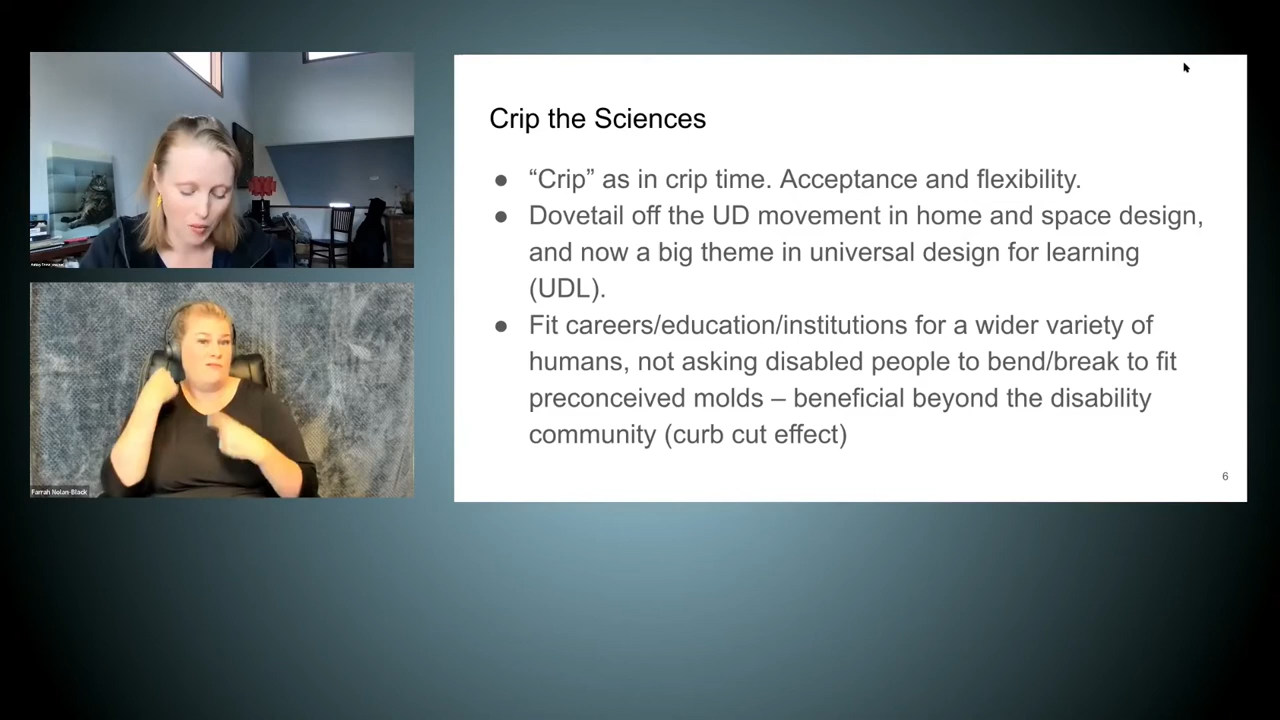 Crip the Sciences
● “Crip” as in crip time. Acceptance and flexibility.
● Dovetail off the UD movement in home and space design,
and now a big theme in universal design for learning
(UDL).
● Fit careers/education/institutions for a wider variety of
humans, not asking disabled people to bend/break to fit
preconceived molds – beneficial beyond the disability
community (curb cut effect)
6
Farrah Nolan-Black